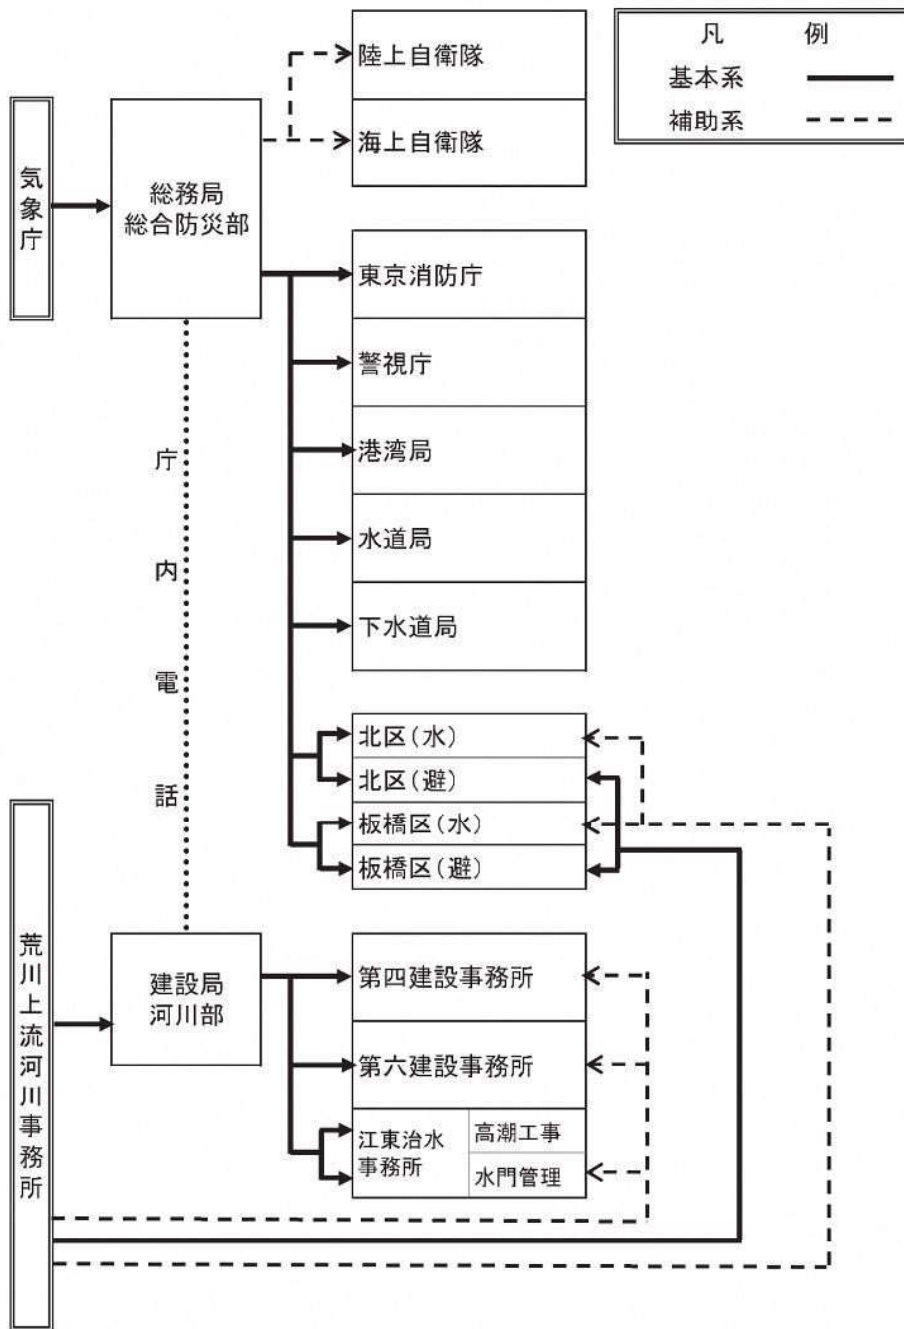 凡 例
基本系
補助系
気象庁
総務局
総合防災部
陸上自衛隊
海上自衛隊
東京消防庁
警視庁
港湾局
水道局
下水道局
庁内電話
北区(水)
北区(避)
板橋区(水)
板橋区(避)
荒川上流河川事務所
建設局
河川部
第四建設事務所
第六建設事務所
江東治水
事務所
高潮工事
水門管理